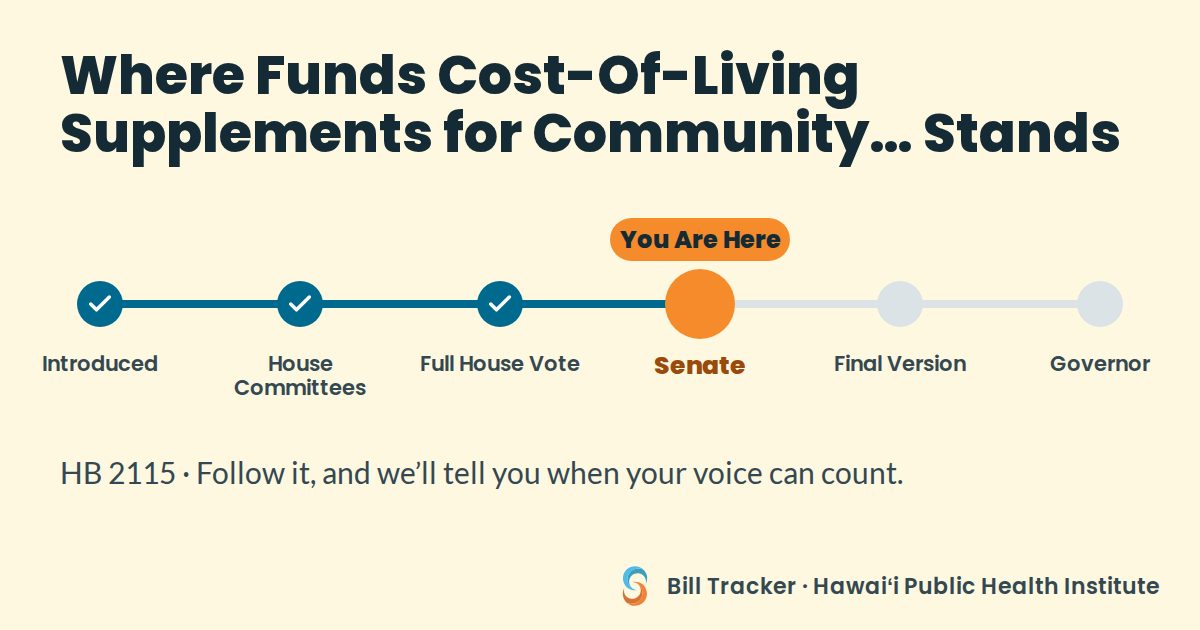 Where Funds Cost-Of-Living
Supplements for Community... Stands
You Are Here
Introduced
House
Committees
Full House Vote
Senate
Final Version
Governor
HB 2115 · Follow it, and we’ll tell you when your voice can count.
Bill Tracker · Hawaiʻi Public Health Institute